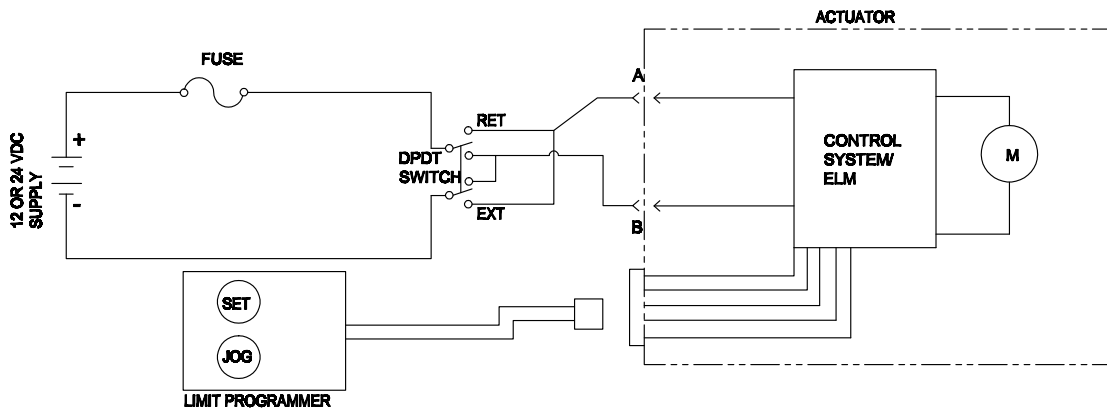 ACTUATOR
FUSE
A
RET
+
DPDT
SWITCH
CONTROL
SYSTEM/
ELM
M
12 OR 24 VDC
SUPPLY
-
EXT
B
SET
JOG
LIMIT PROGRAMMER